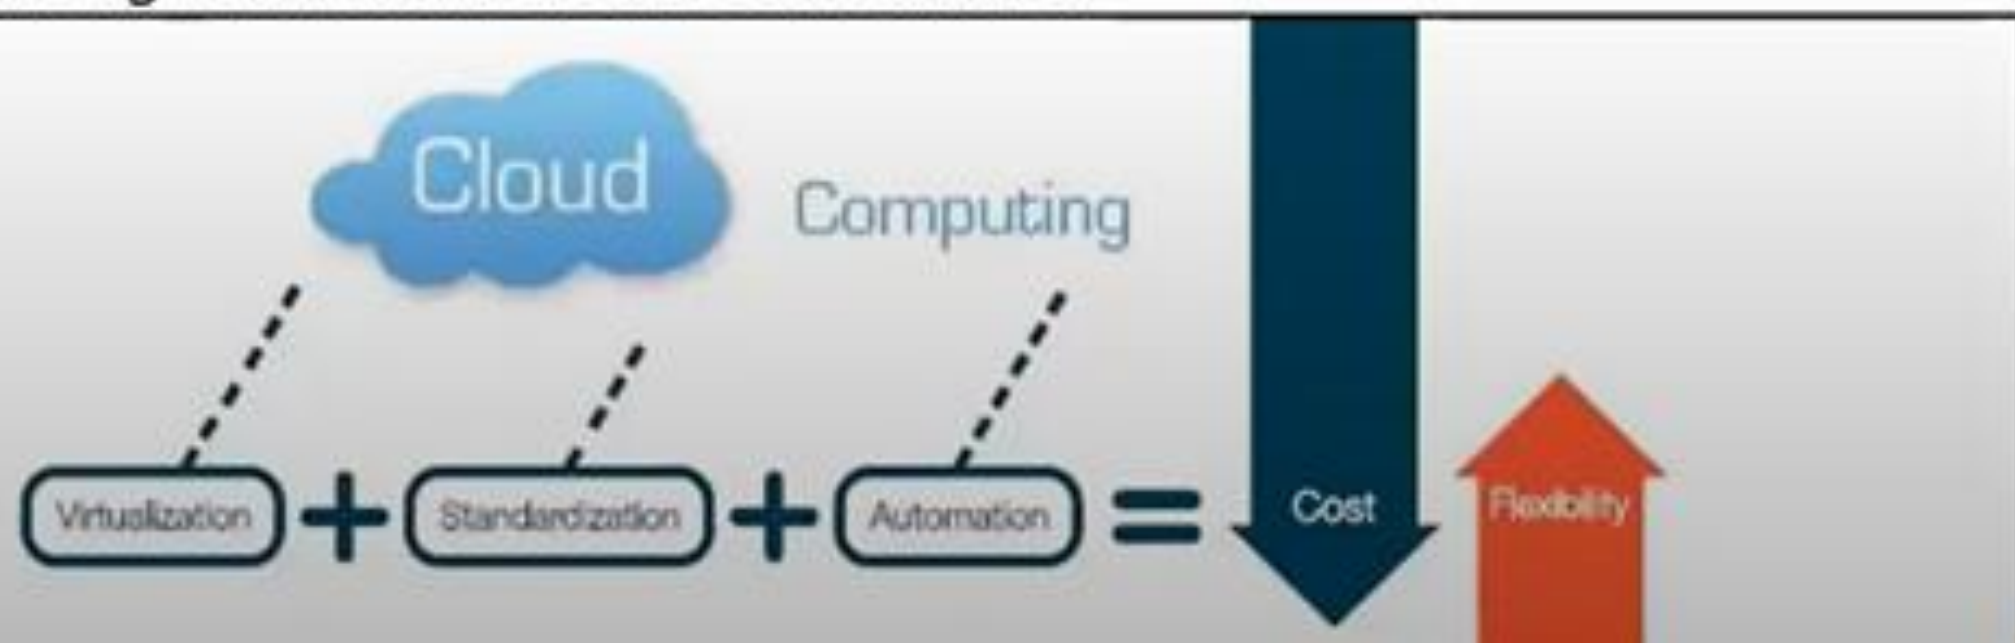 Cloud
Computing
Virtualization + Standardization + Automation = Cost Flexibility